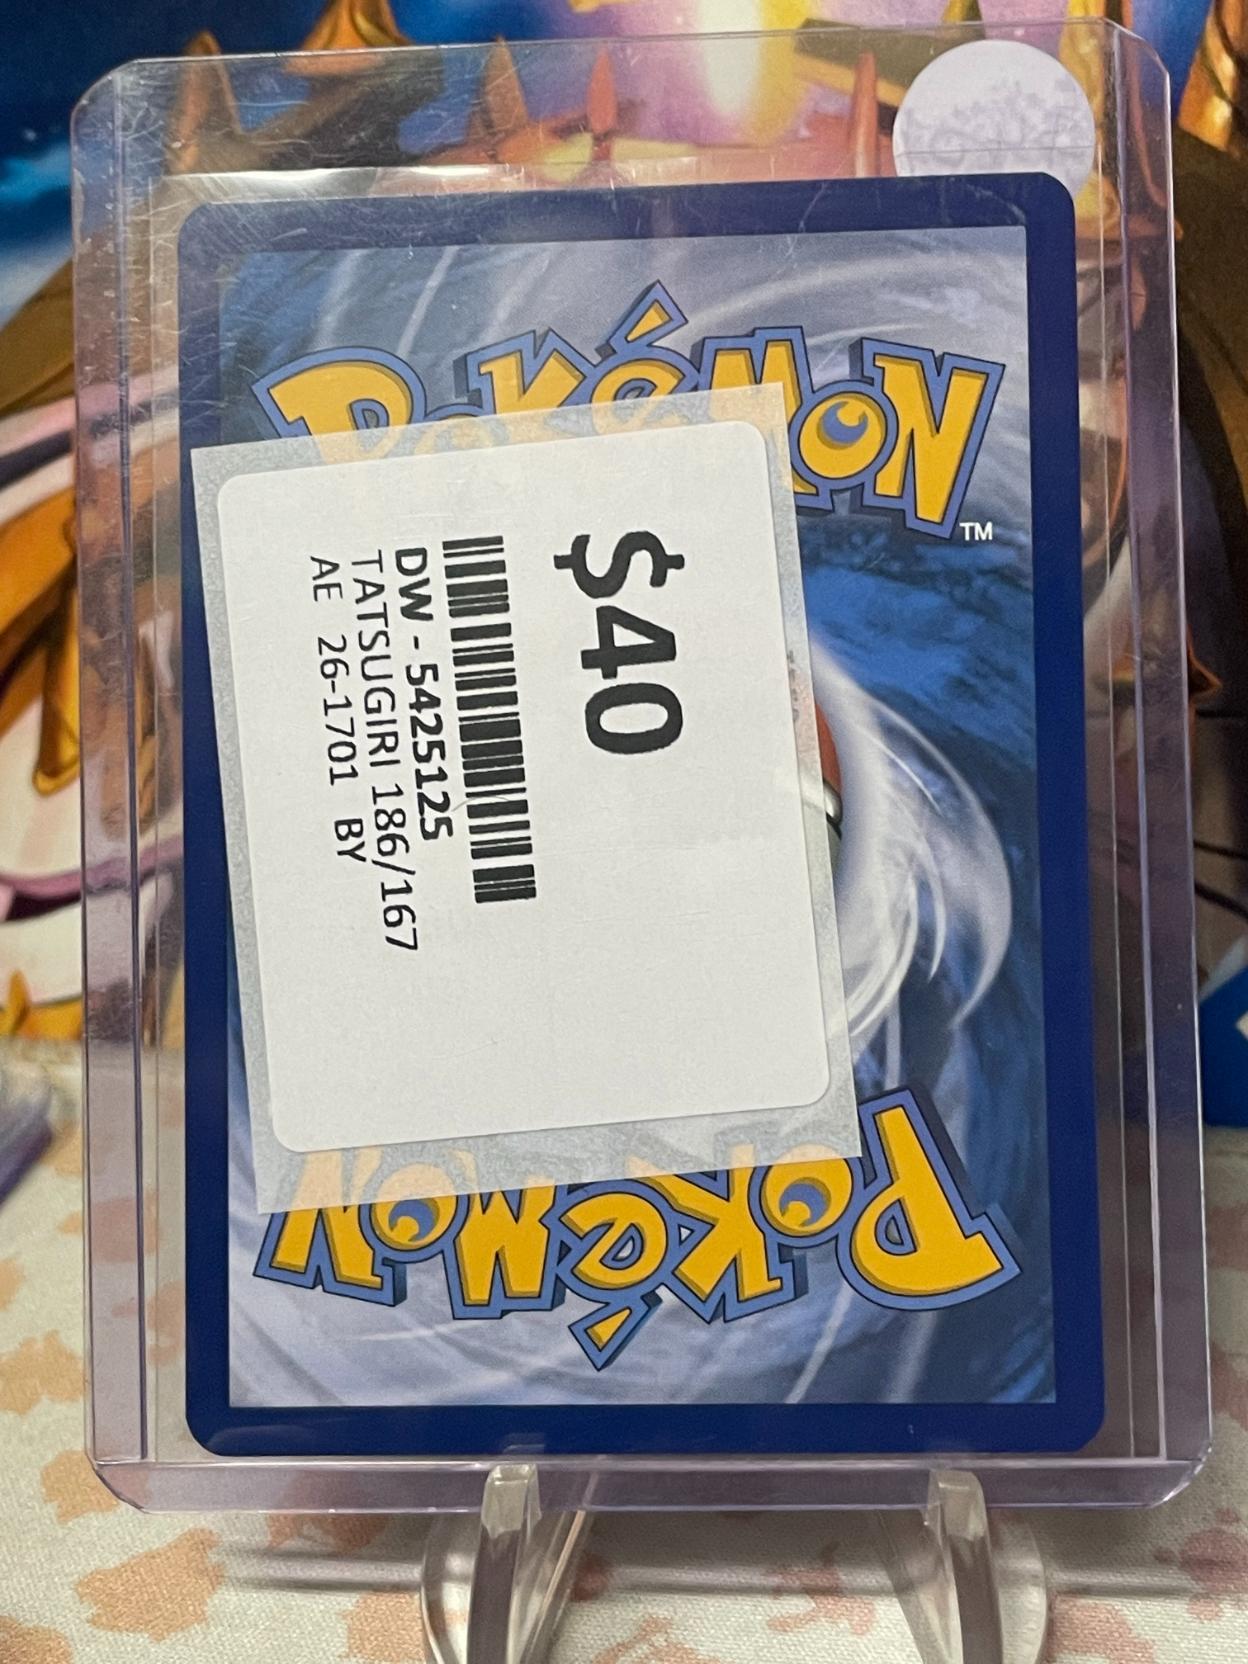 POKéMON
TM
$40
DW - 5425125
TATSUGIRI 186/167
AE 26-1701 BY
POKéMON